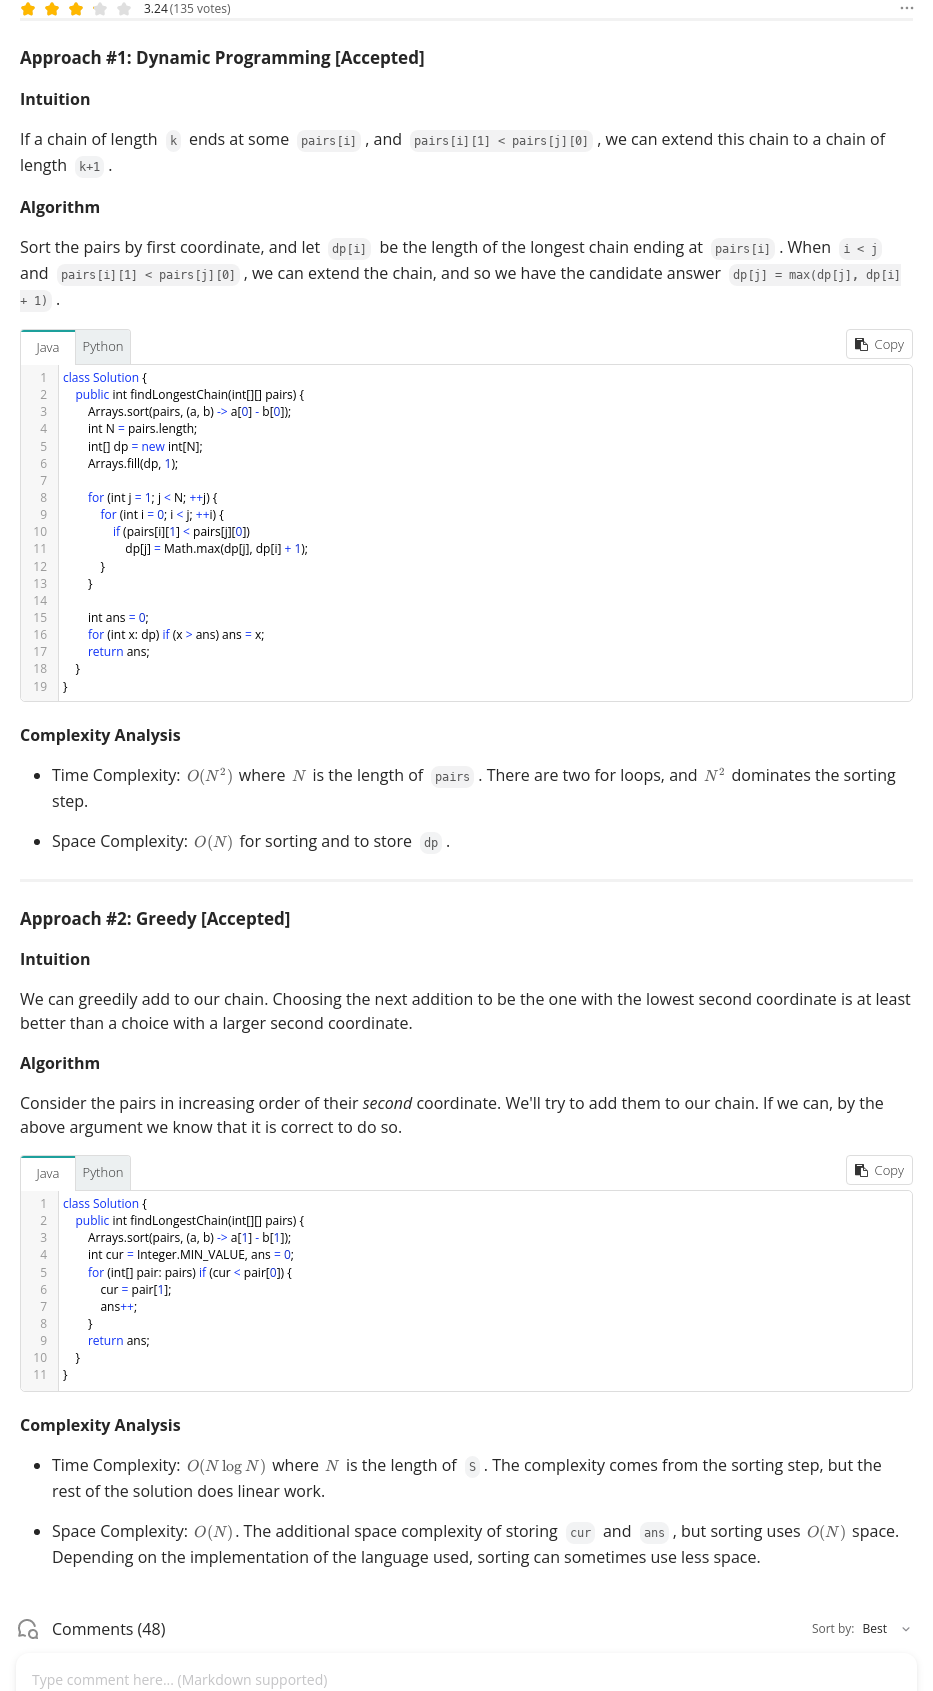 3.24 (135 votes)
Approach #1: Dynamic Programming [Accepted]
Intuition
If a chain of length k ends at some pairs[i] , and pairs[i][1] < pairs[j][0] , we can extend this chain to a chain of
length k+1 .
Algorithm
Sort the pairs by first coordinate, and let dp[i] be the length of the longest chain ending at pairs[i] . When i < j
and pairs[i][1] < pairs[j][0] , we can extend the chain, and so we have the candidate answer dp[j] = max(dp[j], dp[i]
+ 1) .
Java Python Copy
1 class Solution {
2 public int findLongestChain(int[][] pairs) {
3 Arrays.sort(pairs, (a, b) -> a[0] - b[0]);
4 int N = pairs.length;
5 int[] dp = new int[N];
6 Arrays.fill(dp, 1);
7
8 for (int j = 1; j < N; ++j) {
9 for (int i = 0; i < j; ++i) {
10 if (pairs[i][1] < pairs[j][0])
11 dp[j] = Math.max(dp[j], dp[i] + 1);
12 }
13 }
14
15 int ans = 0;
16 for (int x: dp) if (x > ans) ans = x;
17 return ans;
18 }
19 }
Complexity Analysis
• Time Complexity: O(N²) where N is the length of pairs . There are two for loops, and N² dominates the sorting
step.
• Space Complexity: O(N) for sorting and to store dp .
Approach #2: Greedy [Accepted]
Intuition
We can greedily add to our chain. Choosing the next addition to be the one with the lowest second coordinate is at least
better than a choice with a larger second coordinate.
Algorithm
Consider the pairs in increasing order of their second coordinate. We'll try to add them to our chain. If we can, by the
above argument we know that it is correct to do so.
Java Python Copy
1 class Solution {
2 public int findLongestChain(int[][] pairs) {
3 Arrays.sort(pairs, (a, b) -> a[1] - b[1]);
4 int cur = Integer.MIN_VALUE, ans = 0;
5 for (int[] pair: pairs) if (cur < pair[0]) {
6 cur = pair[1];
7 ans++;
8 }
9 return ans;
10 }
11 }
Complexity Analysis
• Time Complexity: O(N log N) where N is the length of S . The complexity comes from the sorting step, but the
rest of the solution does linear work.
• Space Complexity: O(N). The additional space complexity of storing cur and ans , but sorting uses O(N) space.
Depending on the implementation of the language used, sorting can sometimes use less space.
Comments (48) Sort by: Best
Type comment here... (Markdown supported)